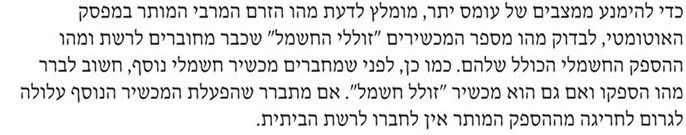 כדי להימנע ממצבים של עומס יתר, מומלץ לדעת מהו הזרם המרבי המותר במפסק
האוטומטי, לבדוק מהו מספר המכשירים "זוללי החשמל" שכבר מחוברים לרשת ומהו
ההספק החשמלי הכולל שלהם. כמו כן, לפני שמחברים מכשיר חשמלי נוסף, חשוב לברר
מהו הספקו ואם גם הוא מכשיר "זולל חשמל". אם מתברר שהפעלת המכשיר הנוסף עלולה
לגרום לחריגה מההספק המותר אין לחברו לרשת הביתית.